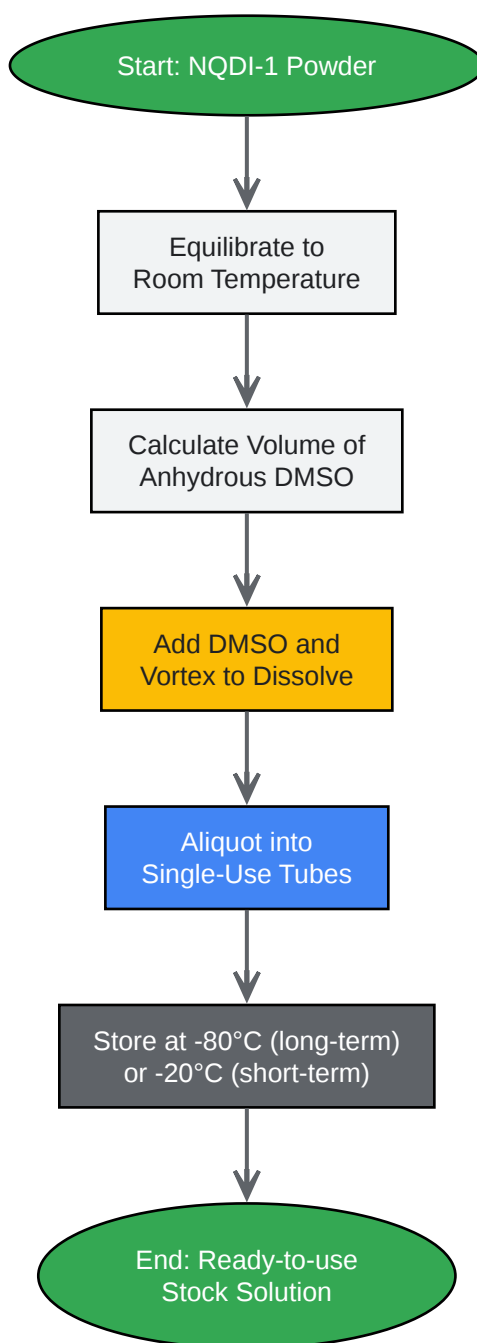 Start: NQDI-1 Powder
Equilibrate to
Room Temperature
Calculate Volume of
Anhydrous DMSO
Add DMSO and
Vortex to Dissolve
Aliquot into
Single-Use Tubes
Store at -80°C (long-term)
or -20°C (short-term)
End: Ready-to-use
Stock Solution